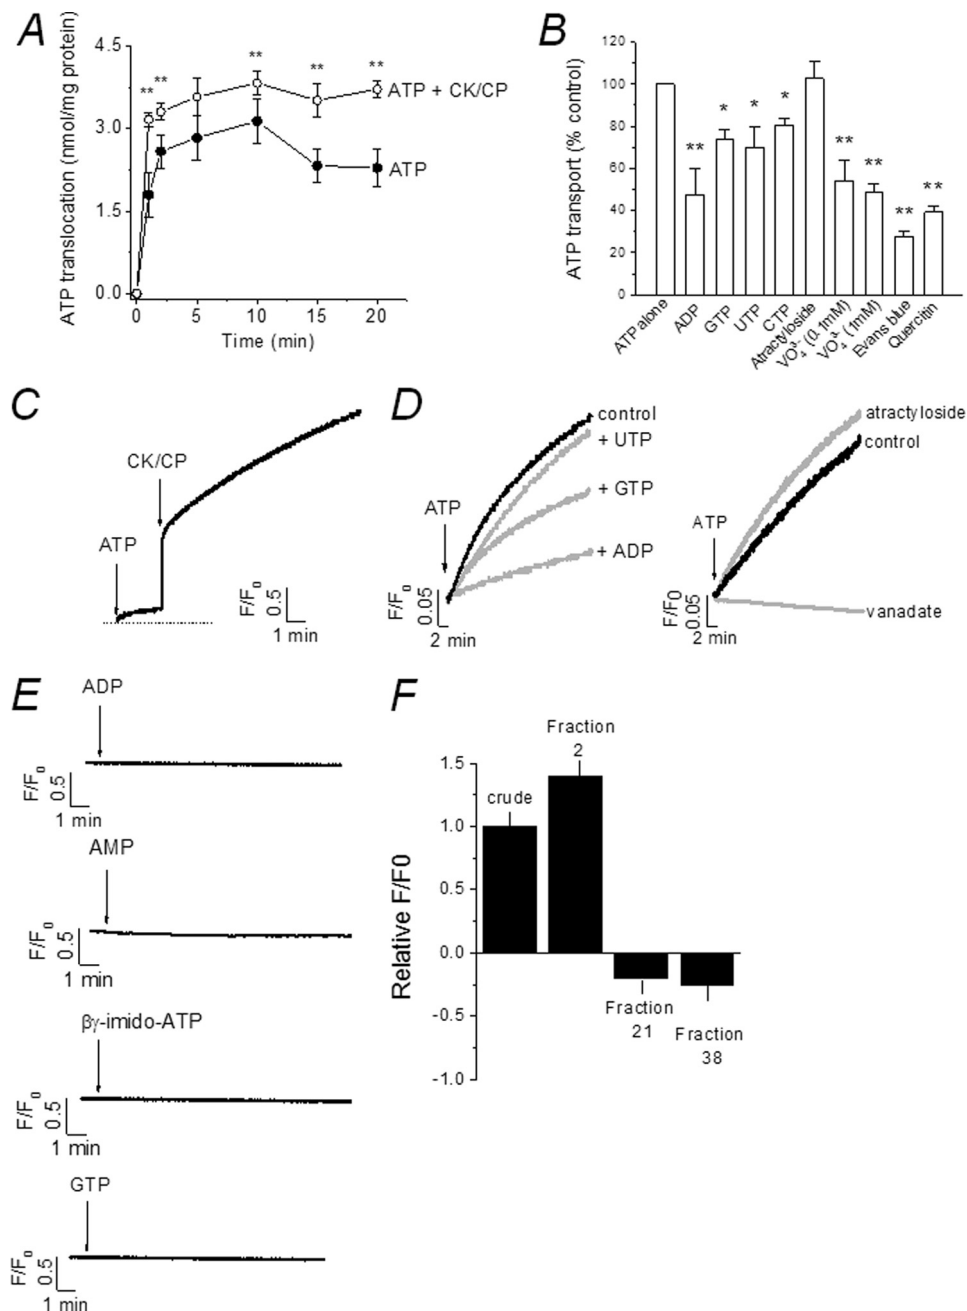 A
ATP translocation (nmol/mg protein)
4.5
3.0
1.5
0.0
** ** ** ** **
ATP + CK/CP
ATP
0 5 10 15 20
Time (min)
B
ATP transport (% control)
120
100
80
60
40
20
0
** * * * ** ** ** **
ATP alone
ADP
GTP
UTP
CTP
Atractyloside
VO₄³⁻ (0.1mM)
VO₄³⁻ (1mM)
Evans blue
Quercitin
C
CK/CP
ATP
F/F₀
0.5
1 min
D
control
+ UTP
+ GTP
+ ADP
ATP
F/F₀
0.05
2 min
atractyloside
control
ATP
vanadate
F/F0
0.05
2 min
E
ADP
F/F₀
0.5
1 min
AMP
F/F₀
0.5
1 min
βγ-imido-ATP
F/F₀
0.5
1 min
GTP
F/F₀
0.5
1 min
F
Relative F/F0
1.5
1.0
0.5
0.0
-0.5
-1.0
crude
Fraction
2
Fraction
21
Fraction
38